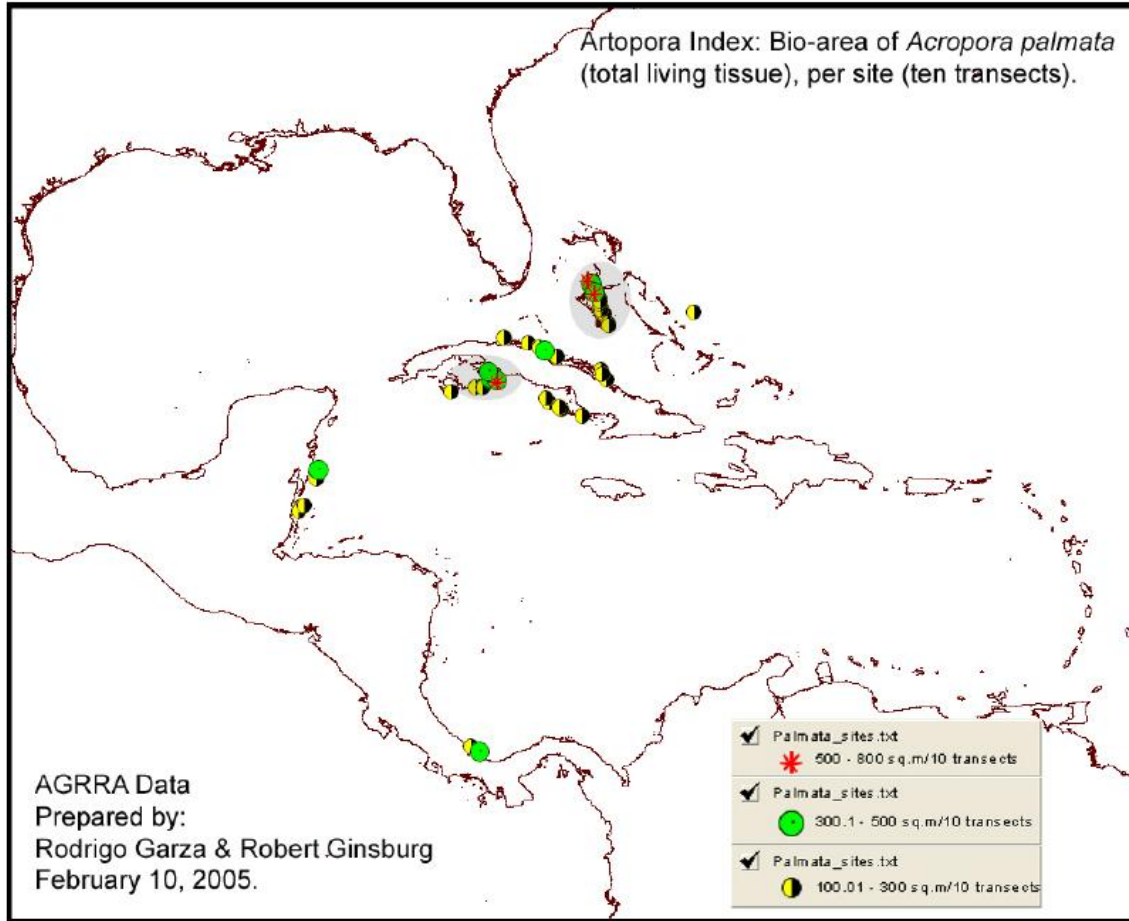 Artopora Index: Bio-area of Acropora palmata
(total living tissue), per site (ten transects).
AGRRA Data
Prepared by:
Rodrigo Garza & Robert Ginsburg
February 10, 2005.
Palmata_sites.txt
500 - 800 sq.m/10 transects
Palmata_sites.txt
300.1 - 500 sq.m/10 transects
Palmata_sites.txt
100.01 - 300 sq.m/10 transects